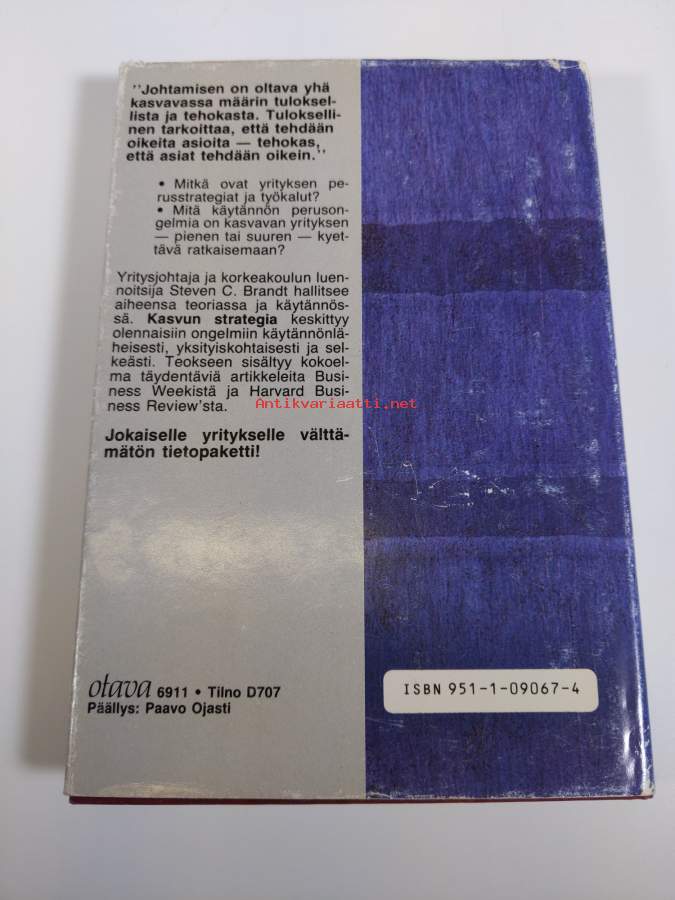 "Johtamisen on oltava yhä
kasvavassa määrin tuloksel-
lista ja tehokasta. Tulokselli-
nen tarkoittaa, että tehdään
oikeita asioita — tehokas,
että asiat tehdään oikein."
• Mitkä ovat yrityksen pe-
russtrategiat ja työkalut?
• Mitä käytännön peruson-
gelmia on kasvavan yrityksen
— pienen tai suuren — kyet-
tävä ratkaisemaan?
Yritysjohtaja ja korkeakoulun luen-
noitsija Steven C. Brandt hallitsee
aiheensa teoriassa ja käytännös-
sä. Kasvun strategia keskittyy
olennaisiin ongelmiin käytännönlä-
heisesti, yksityiskohtaisesti ja sel-
keästi. Teokseen sisältyy kokoel-
ma täydentäviä artikkeleita Busi-
ness Weekistä ja Harvard Busi-
ness Review'sta.
Antikvariaatti.net
Jokaiselle yritykselle välttä-
mätön tietopaketti!
otava 6911 • Tilno D707
Päällys: Paavo Ojasti
ISBN 951-1-09067-4